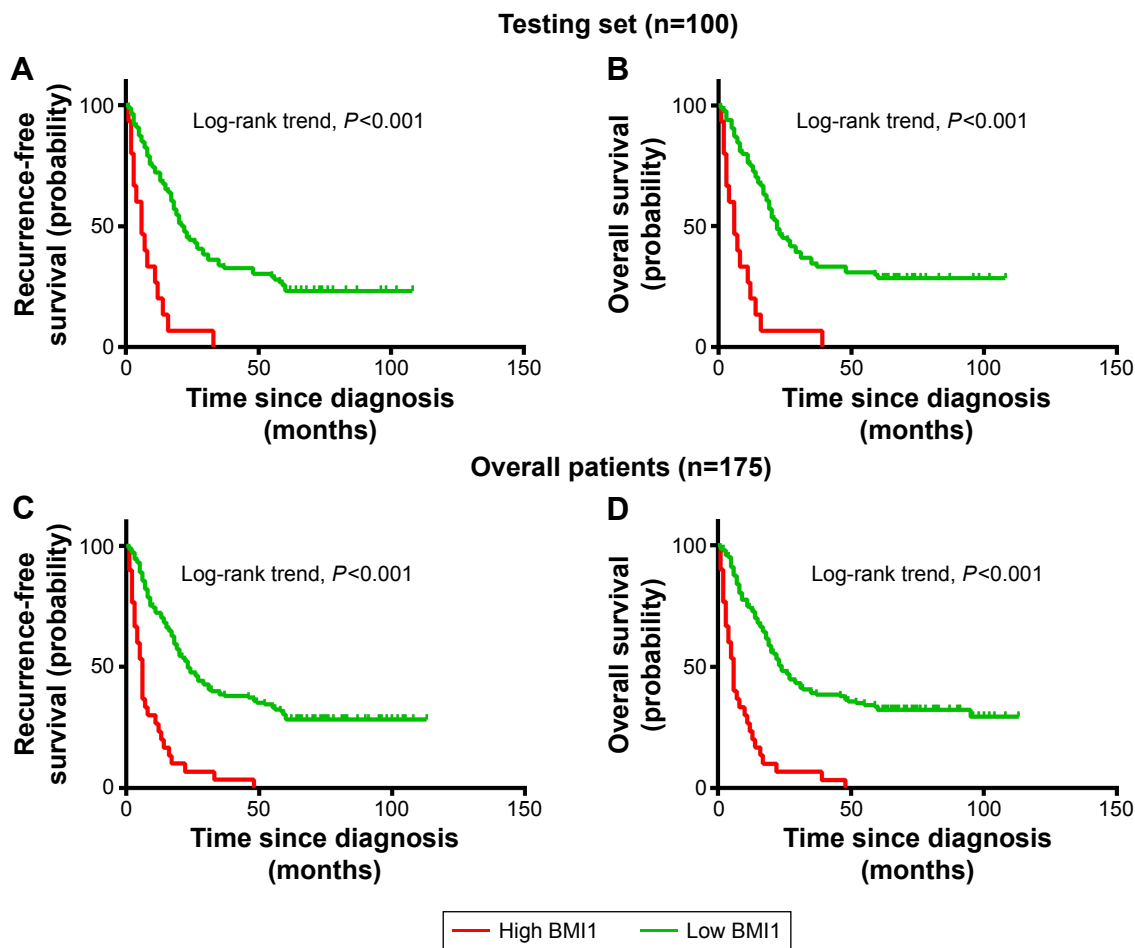 Testing set (n=100)
A
Recurrence-free
survival (probability)
100
50
0
Log-rank trend, P<0.001
0 50 100 150
Time since diagnosis
(months)
B
Overall survival
(probability)
100
50
0
Log-rank trend, P<0.001
0 50 100 150
Time since diagnosis
(months)
Overall patients (n=175)
C
Recurrence-free
survival (probability)
100
50
0
Log-rank trend, P<0.001
0 50 100 150
Time since diagnosis
(months)
D
Overall survival
(probability)
100
50
0
Log-rank trend, P<0.001
0 50 100 150
Time since diagnosis
(months)
High BMI1 Low BMI1